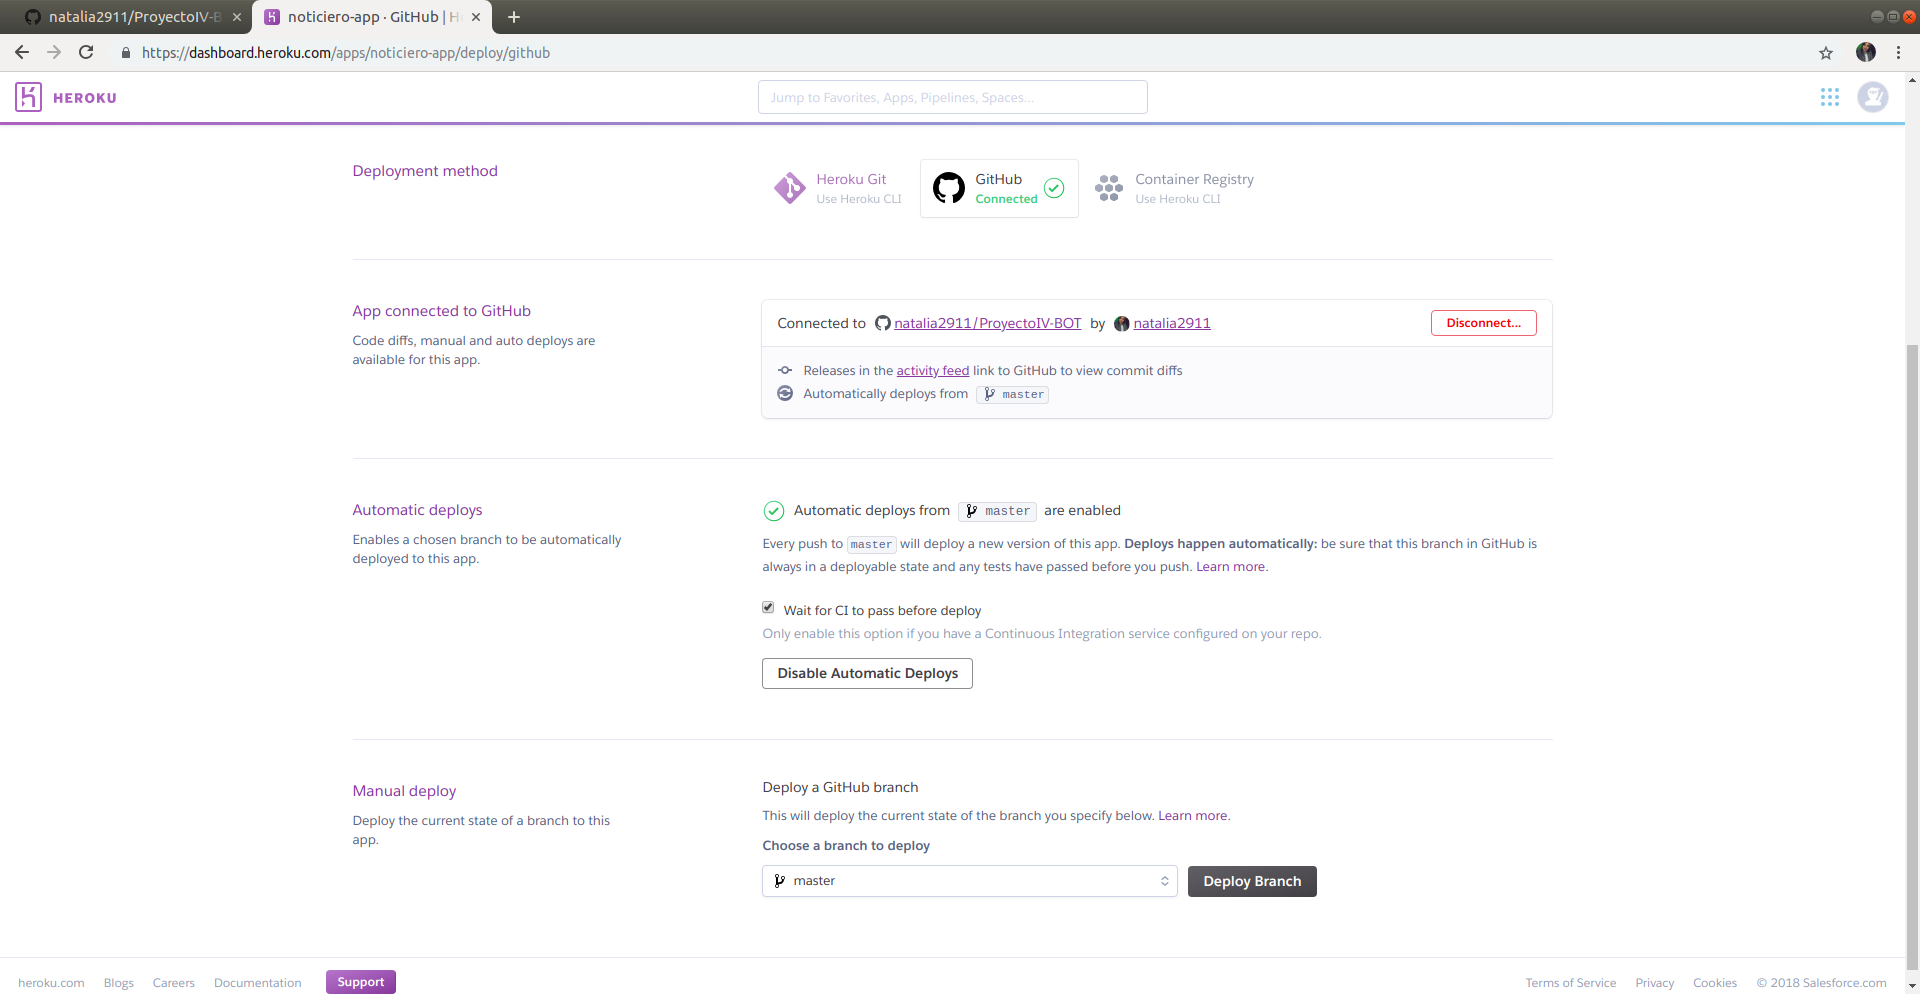 natalia2911/ProyectoIV-B
noticiero-app · GitHub | H
https://dashboard.heroku.com/apps/noticiero-app/deploy/github
HEROKU
Jump to Favorites, Apps, Pipelines, Spaces...
Deployment method
Heroku Git
Use Heroku CLI
GitHub
Connected
Container Registry
Use Heroku CLI
App connected to GitHub
Code diffs, manual and auto deploys are
available for this app.
Connected to natalia2911/ProyectoIV-BOT by natalia2911
Disconnect...
Releases in the activity feed link to GitHub to view commit diffs
Automatically deploys from master
Automatic deploys
Enables a chosen branch to be automatically
deployed to this app.
Automatic deploys from master are enabled
Every push to master will deploy a new version of this app. Deploys happen automatically: be sure that this branch in GitHub is
always in a deployable state and any tests have passed before you push. Learn more.
Wait for CI to pass before deploy
Only enable this option if you have a Continuous Integration service configured on your repo.
Disable Automatic Deploys
Manual deploy
Deploy the current state of a branch to this
app.
Deploy a GitHub branch
This will deploy the current state of the branch you specify below. Learn more.
Choose a branch to deploy
master
Deploy Branch
heroku.com Blogs Careers Documentation Support
Terms of Service Privacy Cookies © 2018 Salesforce.com